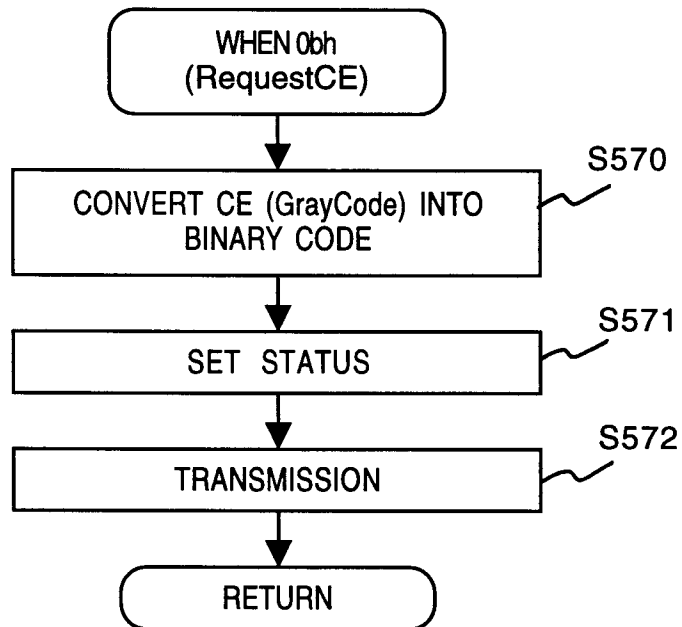 WHEN 0bh
(RequestCE)
S570
CONVERT CE (GrayCode) INTO
BINARY CODE
S571
SET STATUS
S572
TRANSMISSION
RETURN